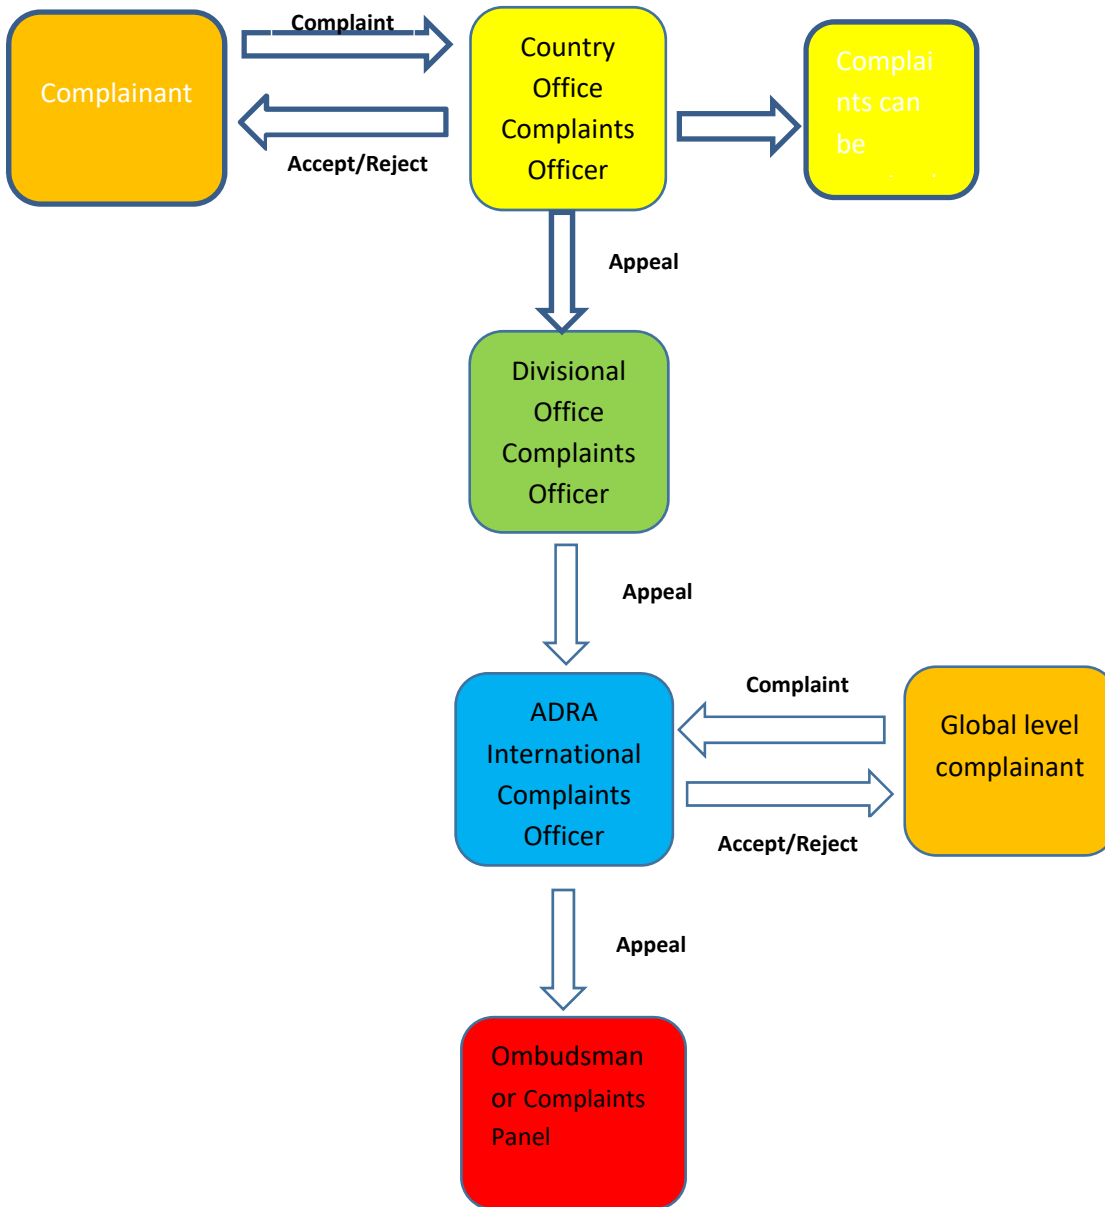 Complaint
Complainant
Accept/Reject
Country
Office
Complaints
Officer
Complai
nts can
be
Appeal
Divisional
Office
Complaints
Officer
Appeal
ADRA
International
Complaints
Officer
Complaint
Global level
complainant
Accept/Reject
Appeal
Ombudsman
or Complaints
Panel